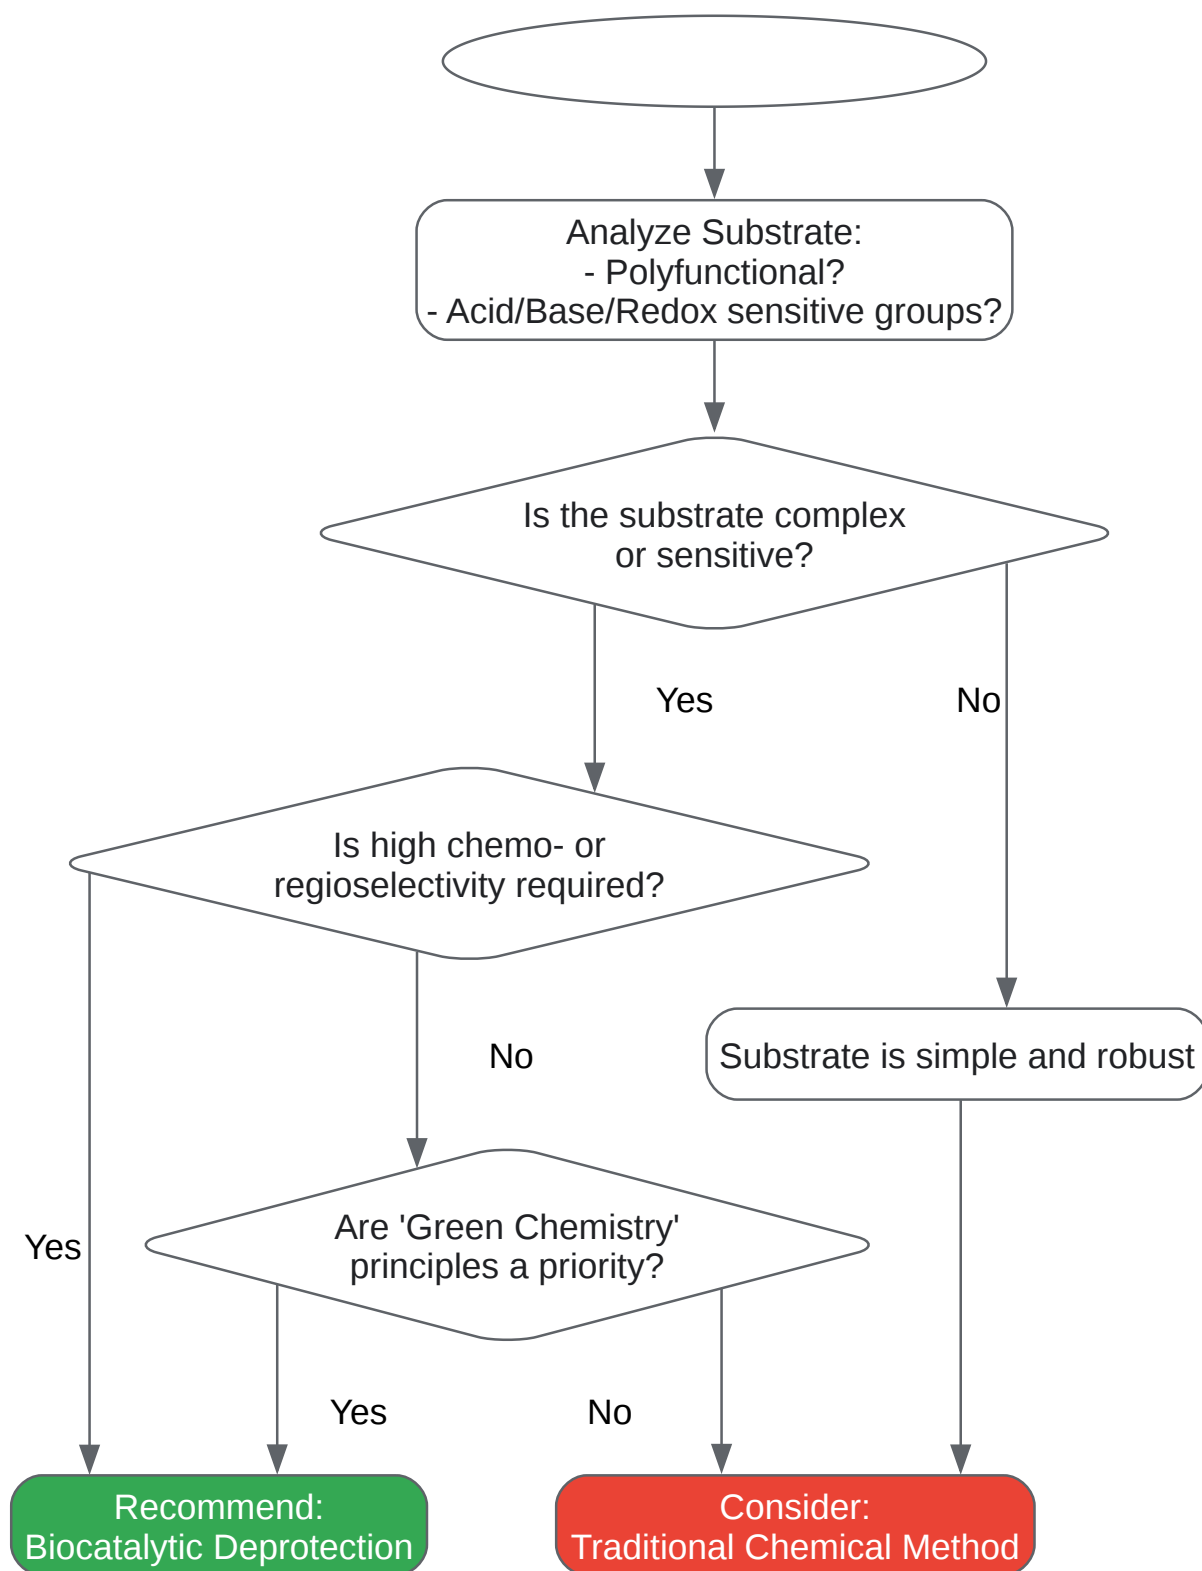 Analyze Substrate:
- Polyfunctional?
- Acid/Base/Redox sensitive groups?
Is the substrate complex
or sensitive?
Yes
No
Is high chemo- or
regioselectivity required?
No
Substrate is simple and robust
Are 'Green Chemistry'
principles a priority?
Yes
Yes
No
Recommend:
Biocatalytic Deprotection
Consider:
Traditional Chemical Method